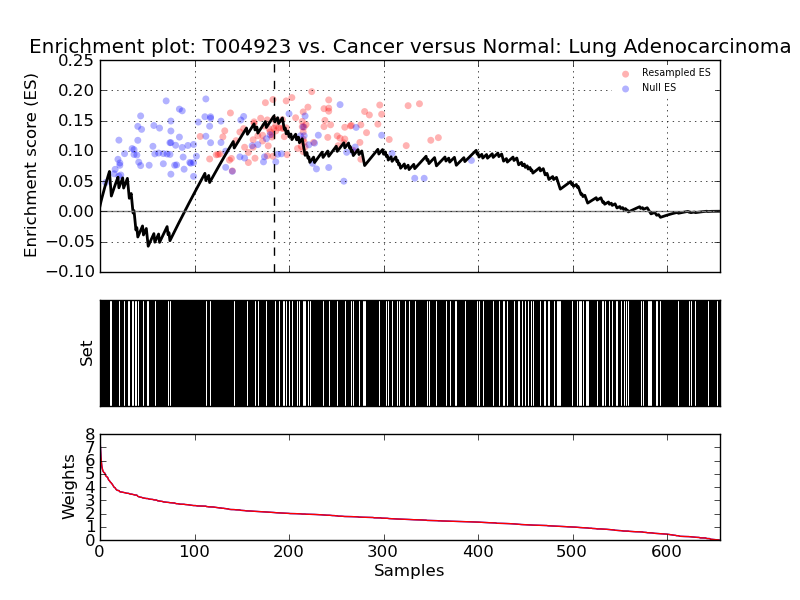 Enrichment plot: T004923 vs. Cancer versus Normal: Lung Adenocarcinoma
Enrichment score (ES)
0.25
0.20
0.15
0.10
0.05
0.00
−0.05
−0.10
Resampled ES
Null ES
Set
Weights
8
7
6
5
4
3
2
1
0
0 100 200 300 400 500 600
Samples